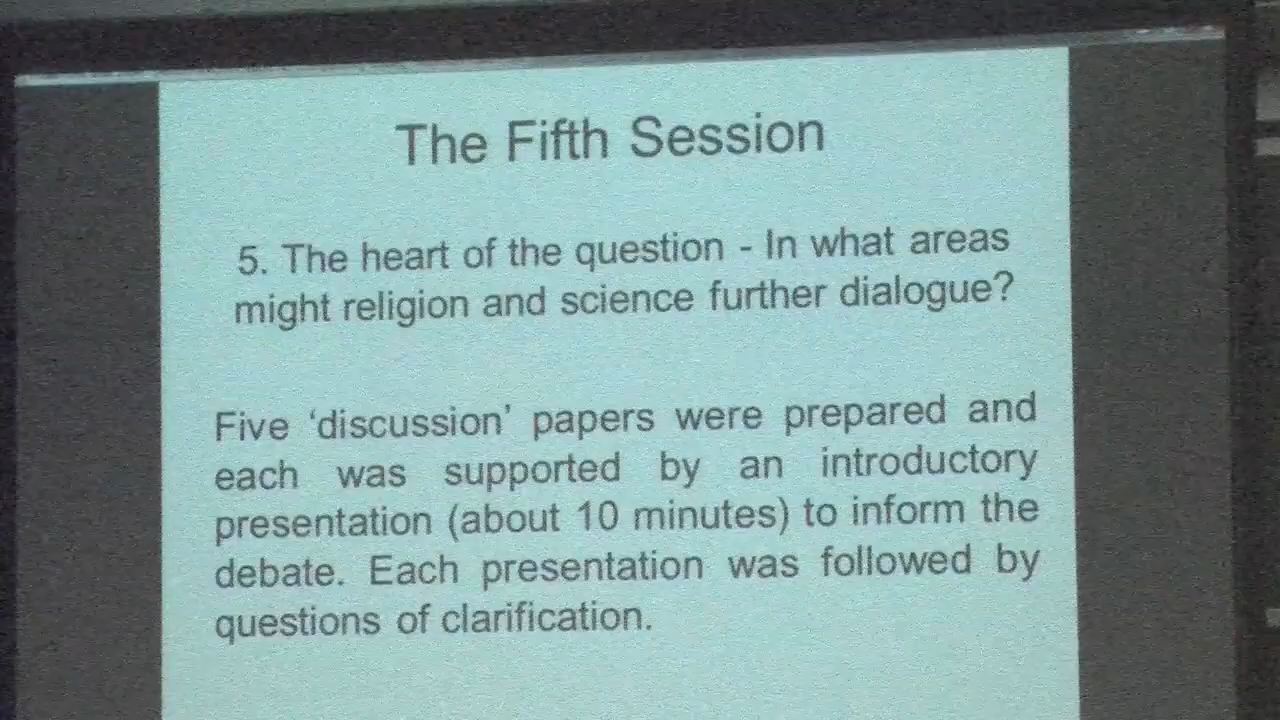 The Fifth Session
5. The heart of the question - In what areas
might religion and science further dialogue?
Five ‘discussion’ papers were prepared and
each was supported by an introductory
presentation (about 10 minutes) to inform the
debate. Each presentation was followed by
questions of clarification.